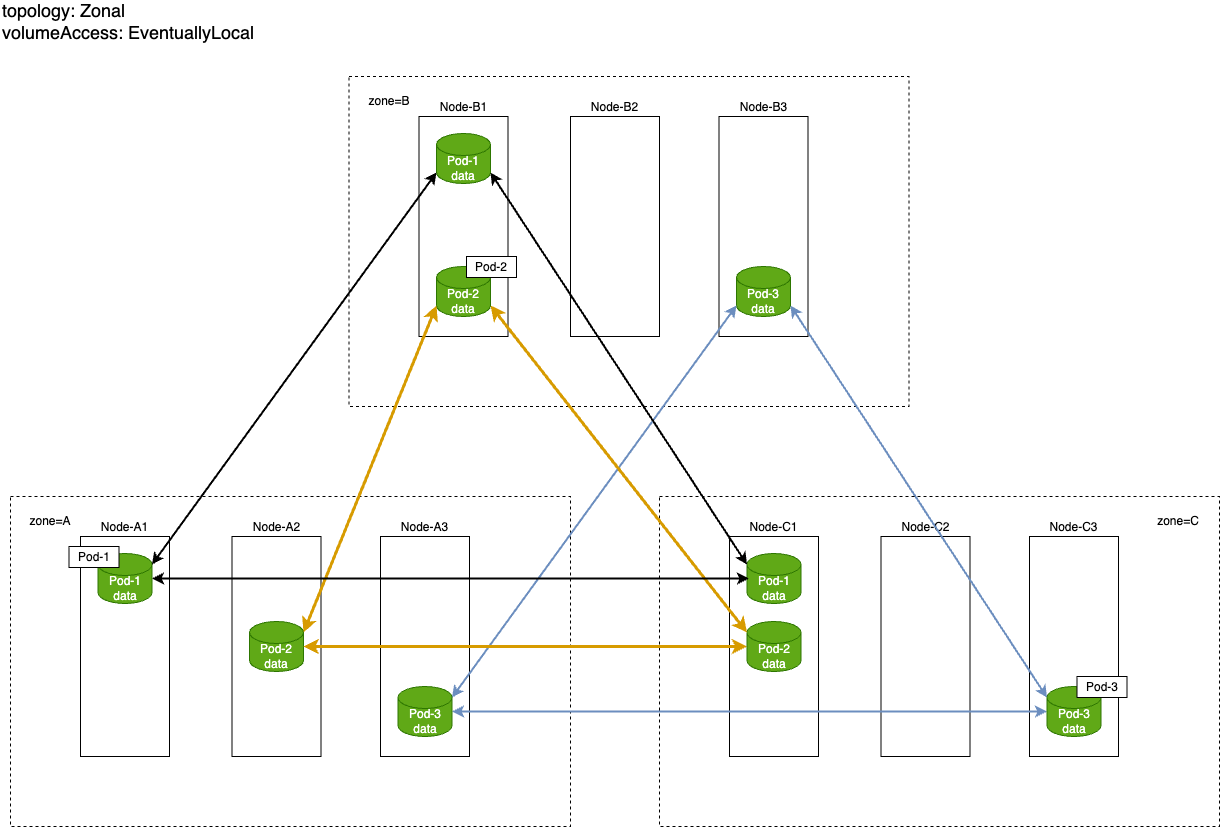 topology: Zonal
volumeAccess: EventuallyLocal
zone=B
Node-B1
Node-B2
Node-B3
Pod-1
data
Pod-2
Pod-2
data
Pod-3
data
zone=A
Node-A1
Node-A2
Node-A3
Pod-1
Pod-1
data
Pod-2
data
Pod-3
data
Node-C1
Node-C2
Node-C3
zone=C
Pod-1
data
Pod-2
data
Pod-3
Pod-3
data